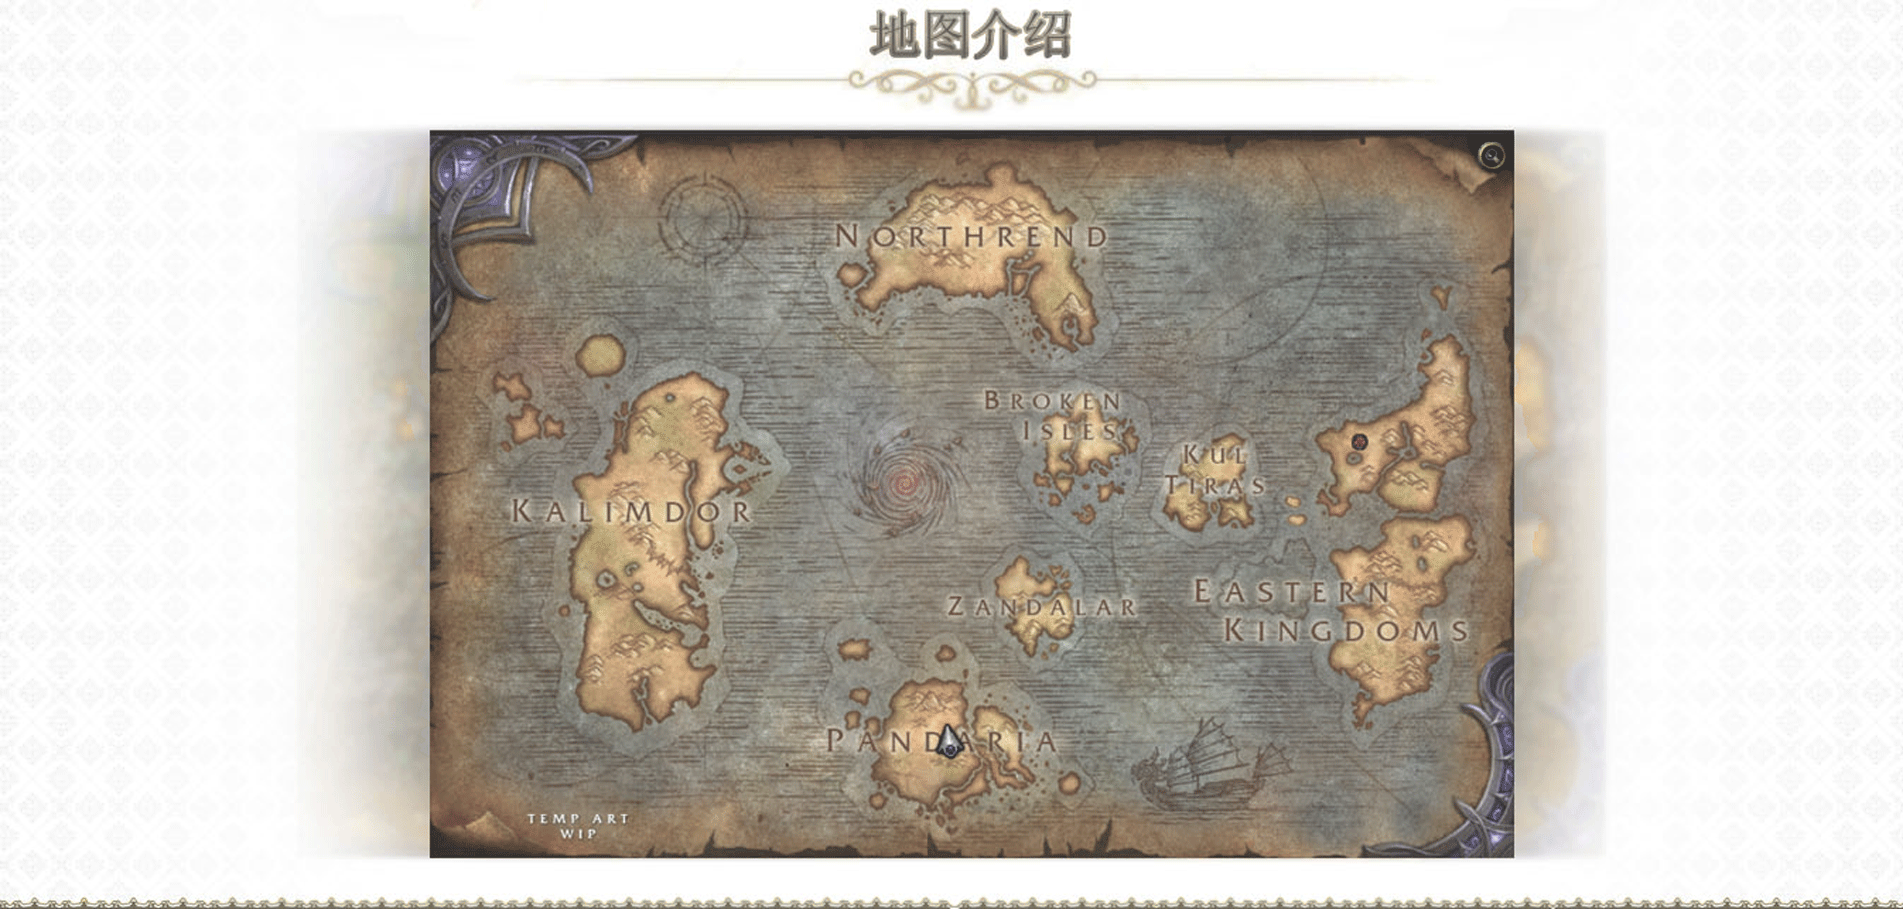 地图介绍
NORTHREND
BROKEN
ISLES
KUL
TIRAS
KALIMDOR
ZANDALAR
EASTERN
KINGDOMS
PANDARIA
TEMP ART
WIP